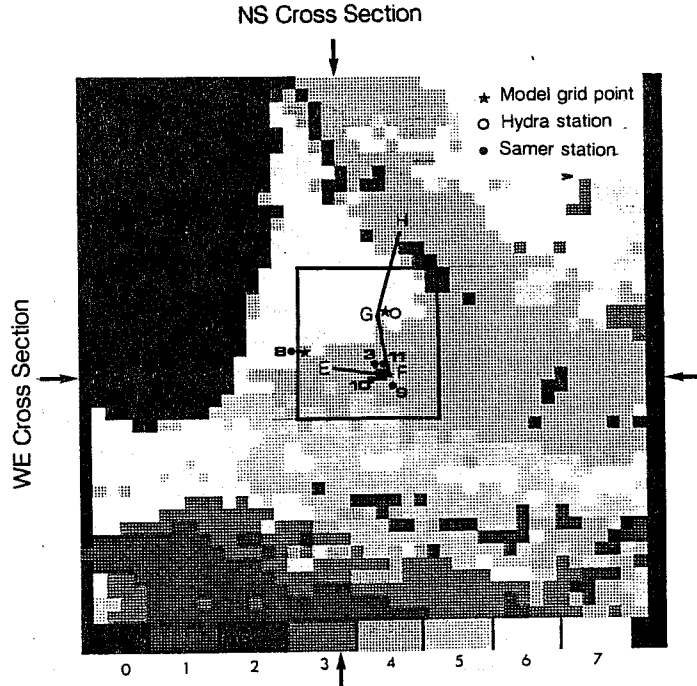 NS Cross Section
Model grid point
Hydra station
Samer station
H
G
8
3 11
E F
10 9
WE Cross Section
0 1 2 3 4 5 6 7